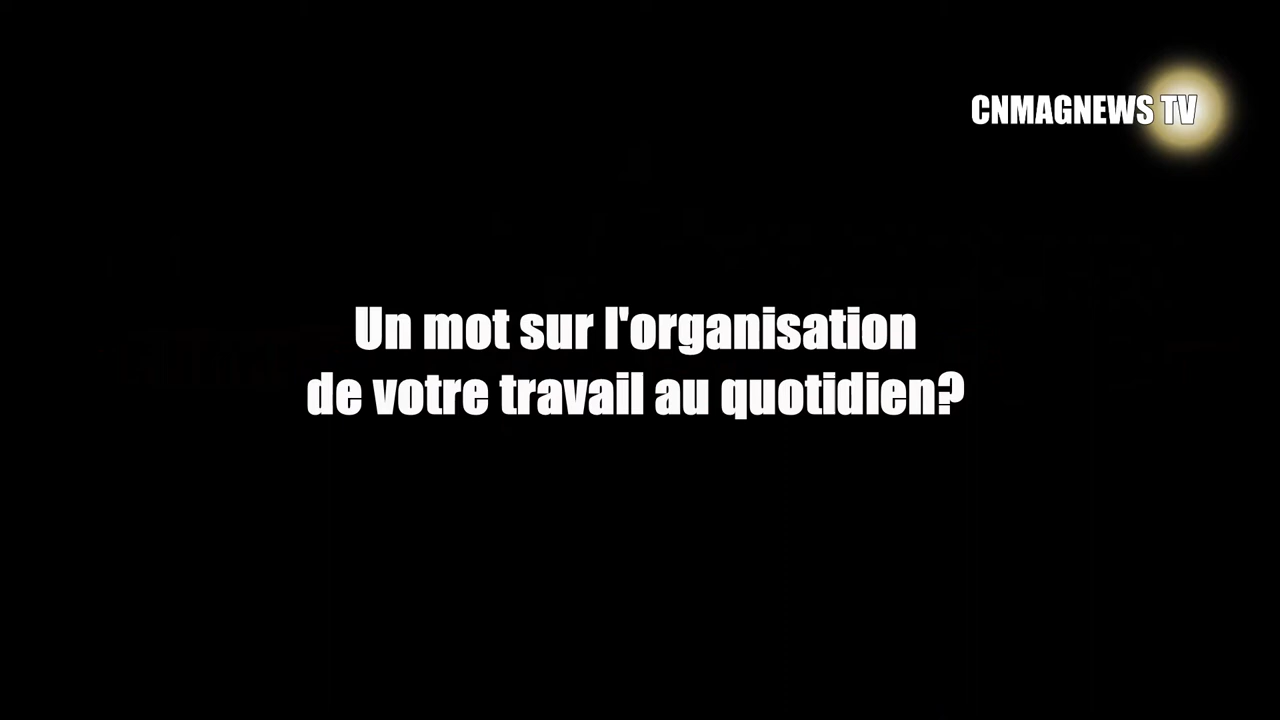 CNMAGNEWS TV
Un mot sur l'organisation
de votre travail au quotidien?